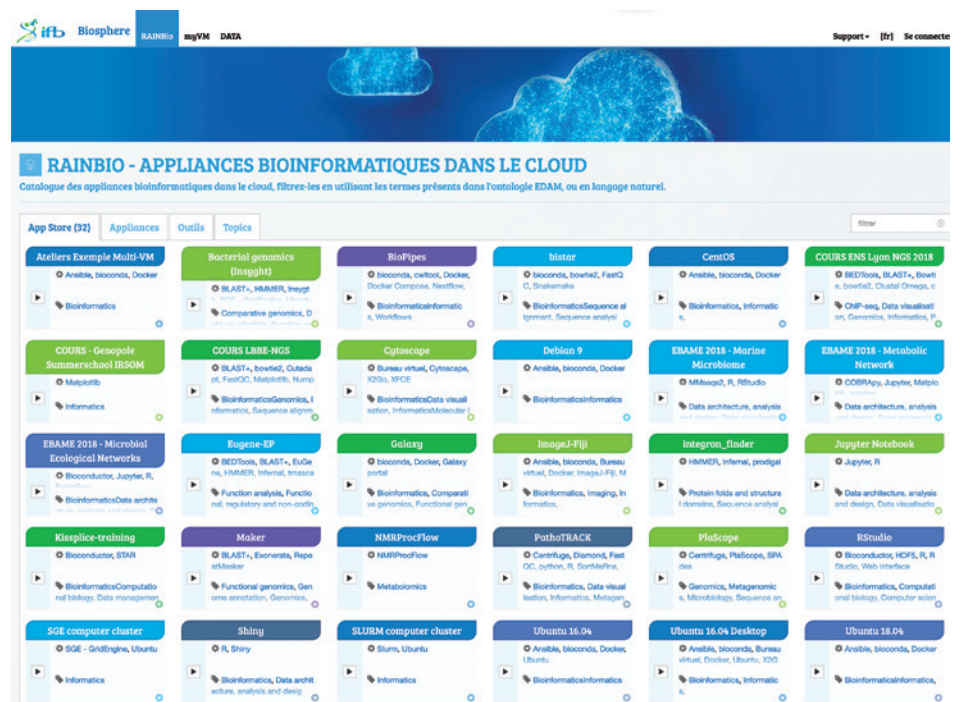 ifb Biosphere RAINBio myVM DATA Support [fr] Se connecter
RAINBIO - APPLIANCES BIOINFORMATIQUES DANS LE CLOUD
Catalogue des appliances bioinformatiques dans le cloud, filtrez-les en utilisant les termes présents dans l'ontologie EDAM, ou en langage naturel.
App Store (32) Appliances Outils Topics filtrer
Ateliers Exemple Multi-VM
Ansible, bioconda, Docker
Bioinformatics
Bacterial genomics
(Insyght)
BLAST+, HMMER, Insygt
Comparative genomics, D
BioPipes
bioconda, cwltool, Docker,
Docker Compose, Nextflow,
BioinformaticsInformatic
s, Workflows
bistar
bioconda, bowtie2, FastQ
C, Snakemake
BioinformaticsSequence al
ignment, Sequence analysi
CentOS
Ansible, bioconda, Docker
Bioinformatics, Informatic
s,
COURS ENS Lyon NGS 2018
BEDTools, BLAST+, Bowti
e, bowtie2, Clustal Omega, c
ChIP-seq, Data visualisati
on, Genomics, Informatics, P
COURS - Genopole
Summerschool IRSOM
Matplotlib
Informatics
COURS LBBE-NGS
BLAST+, bowtie2, Cutada
pt, FastQC, Matplotlib, Nump
BioinformaticsGenomics, I
nformatics, Sequence alignm
Cytoscape
Bureau virtuel, Cytoscape,
X2Go, XFCE
BioinformaticsData visuali
sation, InformaticsMolecular i
Debian 9
Ansible, bioconda, Docker
BioinformaticsInformatics
EBAME 2018 - Marine
Microbiome
MMseqs2, R, RStudio
Data architecture, analysis
EBAME 2018 - Metabolic
Network
COBRApy, Jupyter, Matplo
Data architecture, analysis
EBAME 2018 - Microbial
Ecological Networks
Bioconductor, Jupyter, R,
BioinformaticsData archite
Eugene-EP
BEDTools, BLAST+, EuGe
ne, HMMER, Infernal, tmasca
Function analysis, Functio
nal, regulatory and non-codin
Galaxy
bioconda, Docker, Galaxy
portal
Bioinformatics, Comparati
ve genomics, Functional gen
ImageJ-Fiji
Ansible, bioconda, Bureau
virtuel, Docker, ImageJ-Fiji, M
Bioinformatics, Imaging, In
formatics,
integron_finder
HMMER, Infernal, prodigal
Protein folds and structura
l domains, Sequence analysi
Jupyter Notebook
Jupyter, R
Data architecture, analysis
and design, Data visualisatio
Kissplice-training
Bioconductor, STAR
BioinformaticsComputatio
nal biology, Data managemen
Maker
BLAST+, Exonerate, Repe
atMasker
Functional genomics, Gen
ome annotation, Genomics,
NMRProcFlow
NMRProcFlow
Metabolomics
PathoTRACK
Centrifuge, Diamond, Fast
QC, python, R, SortMeRna,
Bioinformatics, Data visual
isation, Informatics, Metagen
PlaScope
Centrifuge, PlaScope, SPA
des
Genomics, Metagenomic
s, Microbiology, Sequence an
RStudio
Bioconductor, HDF5, R, R
Studio, Web interface
Bioinformatics, Computati
onal biology, Computer scien
SGE computer cluster
SGE - GridEngine, Ubuntu
Informatics
Shiny
R, Shiny
Bioinformatics, Data archit
ecture, analysis and desig
SLURM computer cluster
Slurm, Ubuntu
Informatics
Ubuntu 16.04
Ansible, bioconda, Docker,
Ubuntu
BioinformaticsInformatics
Ubuntu 16.04 Desktop
Ansible, bioconda, Bureau
virtuel, Docker, Ubuntu, X2G
Bioinformatics, Informatic
s,
Ubuntu 18.04
Ansible, bioconda, Docker
BioinformaticsInformatics,